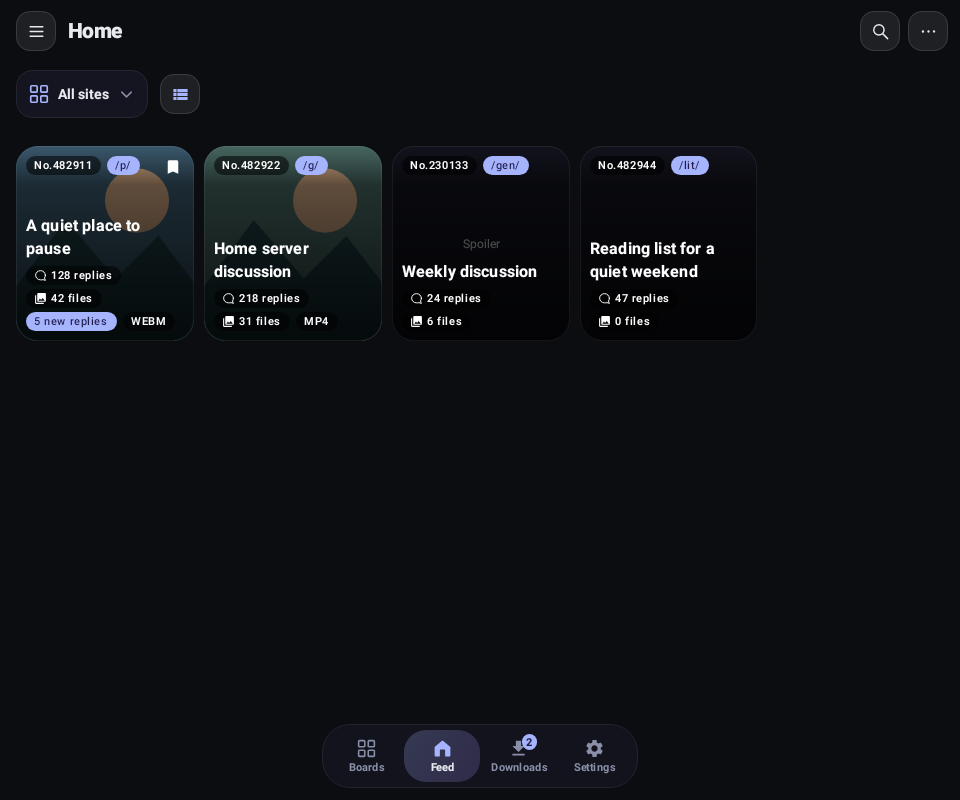 Home
All sites
No.482911 /p/
A quiet place to
pause
128 replies
42 files
5 new replies WEBM
No.482922 /g/
Home server
discussion
218 replies
31 files MP4
No.230133 /gen/
Spoiler
Weekly discussion
24 replies
6 files
No.482944 /lit/
Reading list for a
quiet weekend
47 replies
0 files
Boards
Feed
2
Downloads
Settings